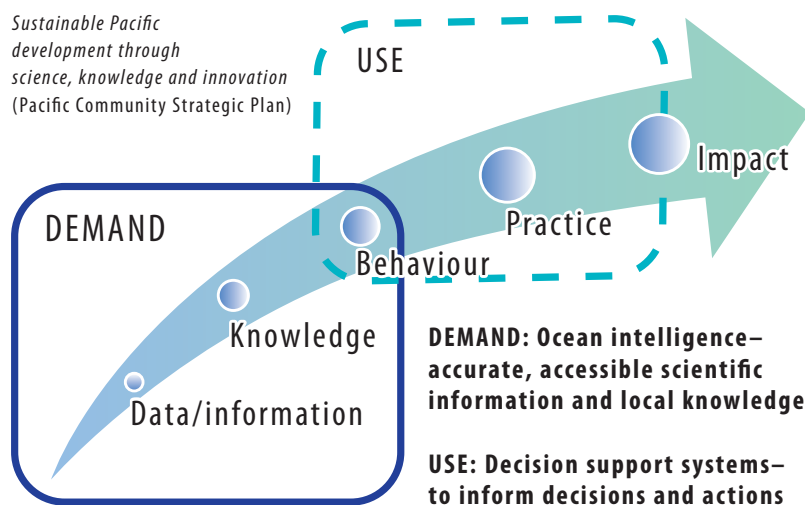 Sustainable Pacific
development through
science, knowledge and innovation
(Pacific Community Strategic Plan)
USE
Impact
Practice
DEMAND
Behaviour
Knowledge
Data/information
DEMAND: Ocean intelligence–
accurate, accessible scientific
information and local knowledge
USE: Decision support systems–
to inform decisions and actions